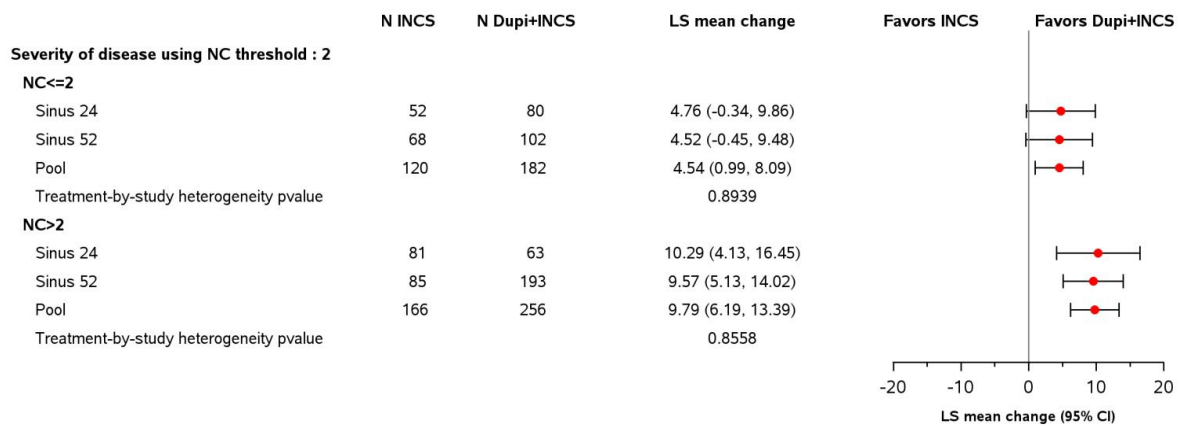 N INCS N Dupi+INCS LS mean change Favors INCS Favors Dupi+INCS
Severity of disease using NC threshold : 2
NC<=2
Sinus 24 52 80 4.76 (-0.34, 9.86)
Sinus 52 68 102 4.52 (-0.45, 9.48)
Pool 120 182 4.54 (0.99, 8.09)
Treatment-by-study heterogeneity pvalue 0.8939
NC>2
Sinus 24 81 63 10.29 (4.13, 16.45)
Sinus 52 85 193 9.57 (5.13, 14.02)
Pool 166 256 9.79 (6.19, 13.39)
Treatment-by-study heterogeneity pvalue 0.8558
-20 -10 0 10 20
LS mean change (95% CI)